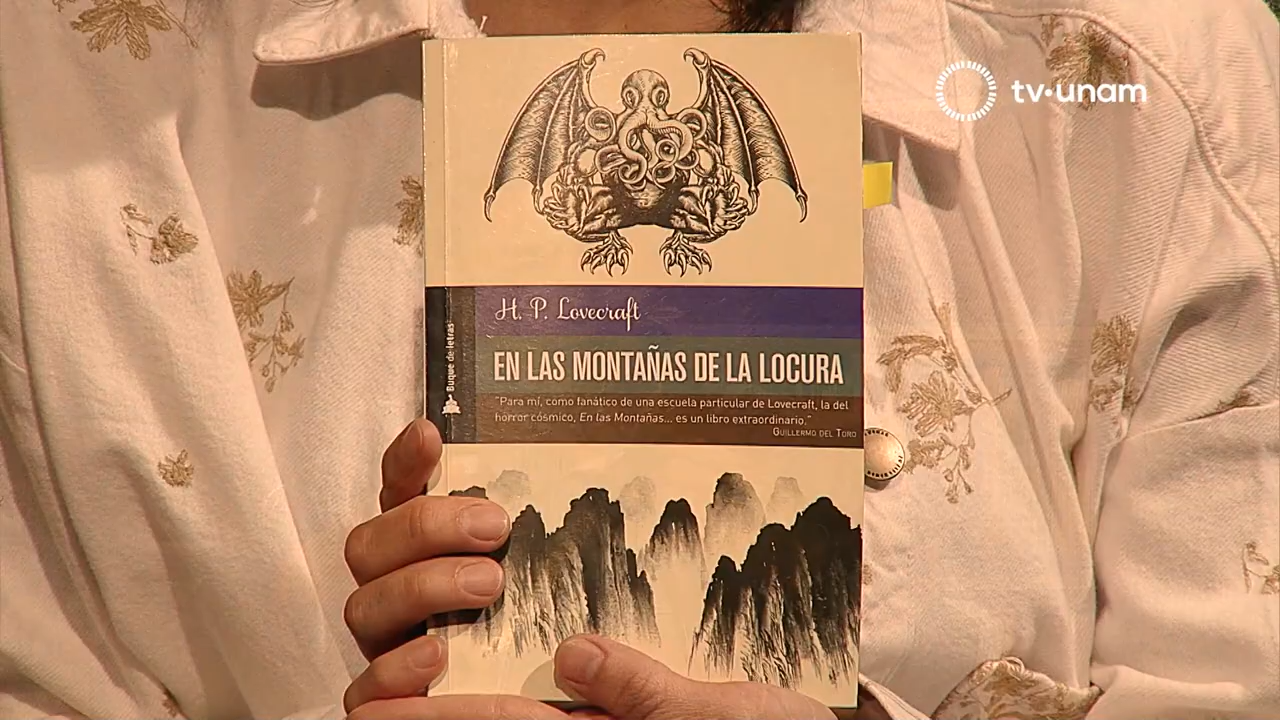 tv·unam
H. P. Lovecraft
EN LAS MONTAÑAS DE LA LOCURA
"Para mí, como fanático de una escuela particular de Lovecraft, la del
horror cósmico, En las Montañas... es un libro extraordinario."
GUILLERMO DEL TORO
Buque de letras